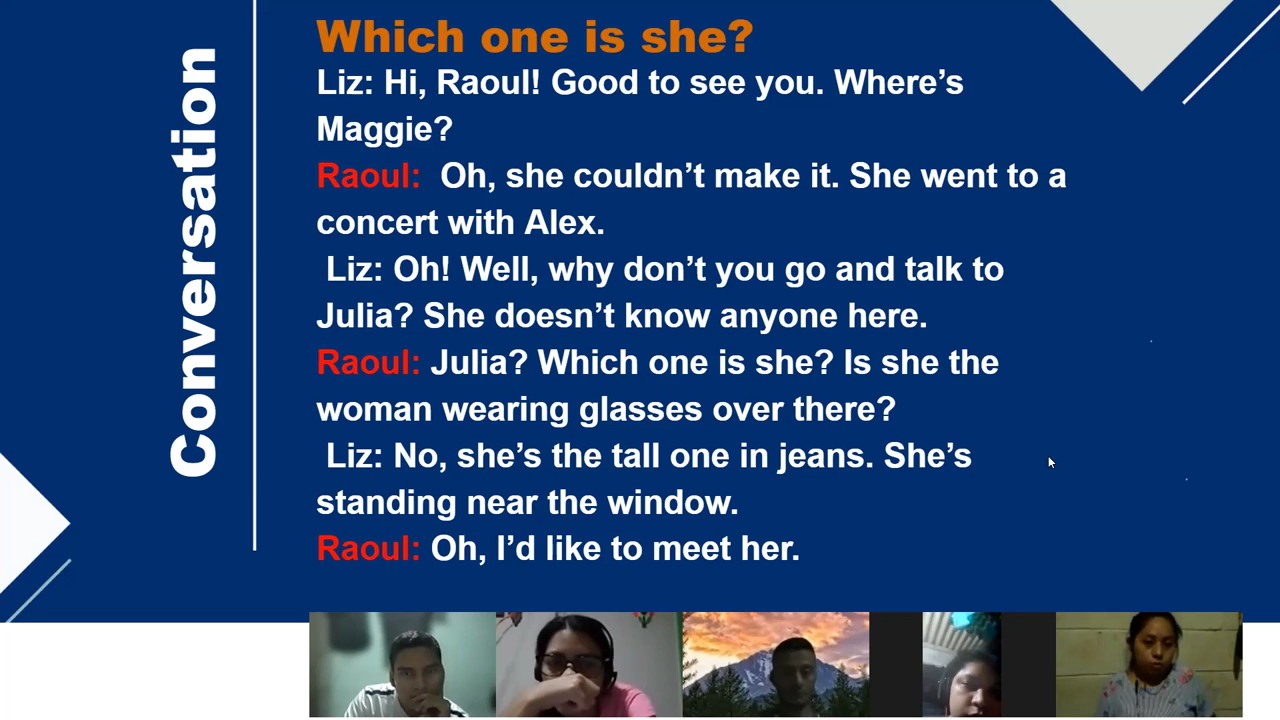 Conversation
Which one is she?
Liz: Hi, Raoul! Good to see you. Where’s
Maggie?
Raoul:  Oh, she couldn’t make it. She went to a
concert with Alex.
Liz: Oh! Well, why don’t you go and talk to
Julia? She doesn’t know anyone here.
Raoul: Julia? Which one is she? Is she the
woman wearing glasses over there?
Liz: No, she’s the tall one in jeans. She’s
standing near the window.
Raoul: Oh, I’d like to meet her.